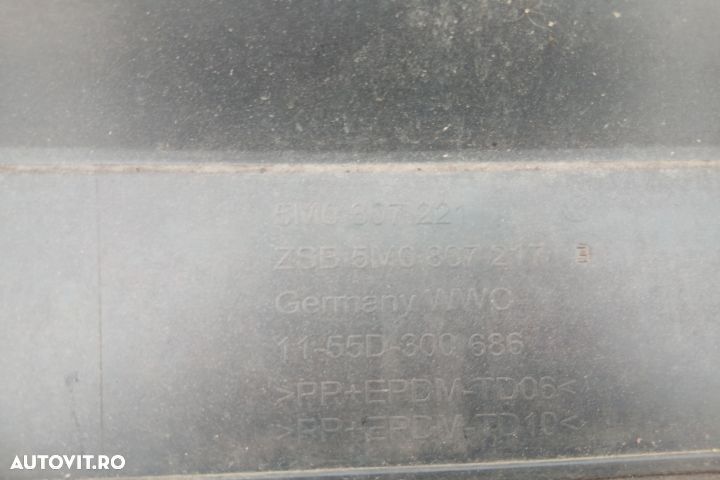 5M0 807 221 C
ZSB 5M0 807 217 B
Germany WWO
11-55D-300 686
>PP+EPDM-TD06<
>PP+EPDM-TD10<
AUTOVIT.RO